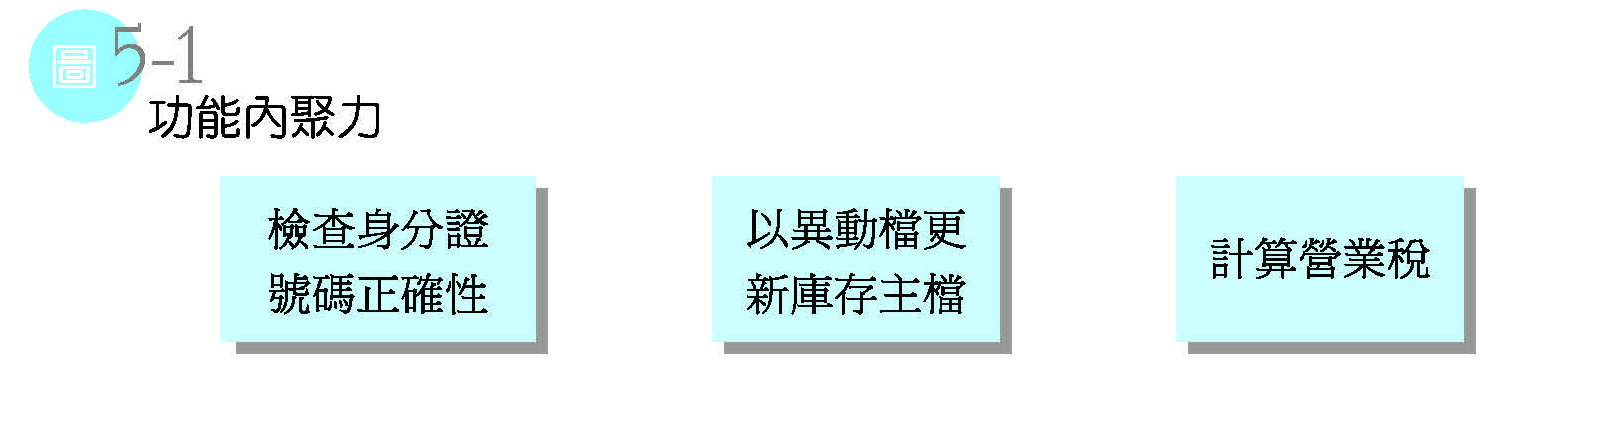 圖 5-1
功能內聚力
檢查身分證
號碼正確性
以異動檔更
新庫存主檔
計算營業稅